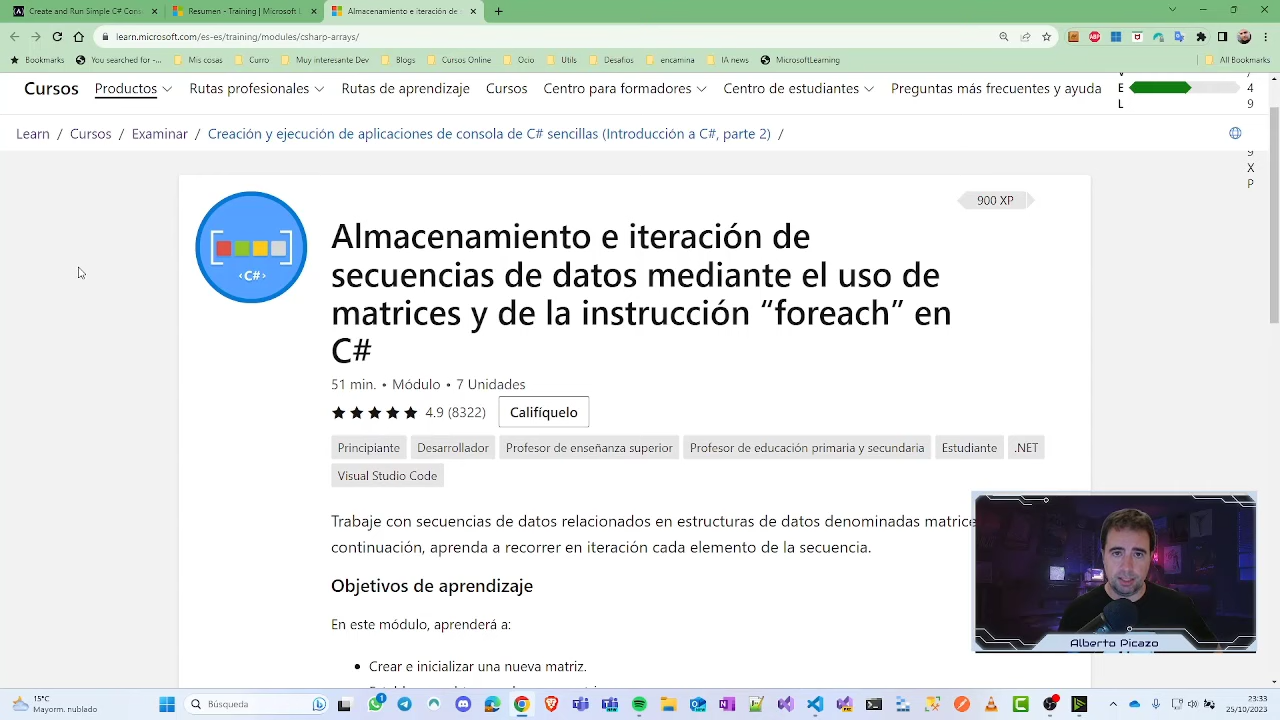 Create and Run Simple C# Cons
Resumen - Training | Microsoft L
Almacenamiento e iteración de
learn.microsoft.com/es-es/training/modules/csharp-arrays/
Bookmarks
You searched for -...
Mis cosas
Curro
Muy interesante Dev
Blogs
Cursos Online
Ocio
Utils
Desafios
encamina
IA news
MicrosoftLearning
All Bookmarks
Cursos
Productos
Rutas profesionales
Rutas de aprendizaje
Cursos
Centro para formadores
Centro de estudiantes
Preguntas más frecuentes y ayuda
E
L
4
9
X
P
Learn / Cursos / Examinar / Creación y ejecución de aplicaciones de consola de C# sencillas (Introducción a C#, parte 2) /
900 XP
‹C#›
Almacenamiento e iteración de
secuencias de datos mediante el uso de
matrices y de la instrucción “foreach” en
C#
51 min. • Módulo • 7 Unidades
4.9 (8322)
Califíquelo
Principiante
Desarrollador
Profesor de enseñanza superior
Profesor de educación primaria y secundaria
Estudiante
.NET
Visual Studio Code
Trabaje con secuencias de datos relacionados en estructuras de datos denominadas matrice
continuación, aprenda a recorrer en iteración cada elemento de la secuencia.
Objetivos de aprendizaje
En este módulo, aprenderá a:
• Crear e inicializar una nueva matriz.
Alberto Picazo
15°C
Mayorm. nublado
Búsqueda
1
23:33
25/10/2023